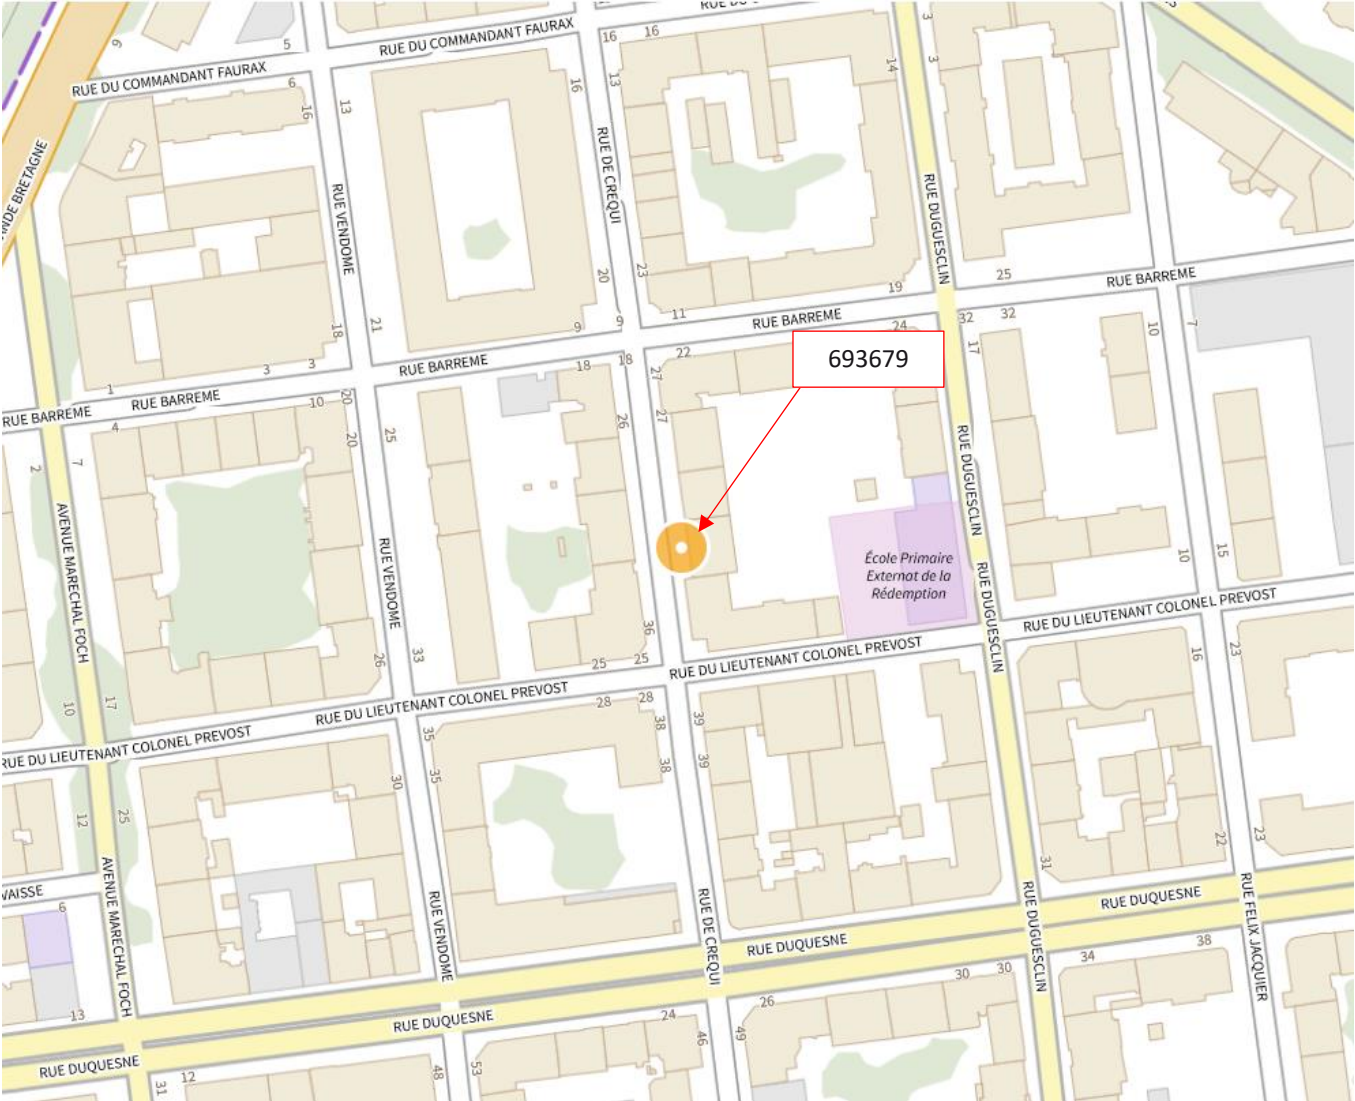 RUE DU COMMANDANT FAURAX
RUE DU COMMANDANT FAURAX
16
16
3
14
3
9
5
6
16
13
16
13
RUE DE CREQUI
NDE BRETAGNE
RUE VENDOME
RUE DUGUESCLIN
20
23
19
25
RUE BARREME
18
21
9
9
11
RUE BARREME
24
32
32
17
10
7
1
3
3
RUE BARREME
18
18
22
27
693679
RUE BARREME
RUE BARREME
4
10
20
20
25
26
27
2
7
AVENUE MARECHAL FOCH
RUE VENDOME
RUE DUGUESCLIN
École Primaire
Externat de la
Rédemption
10
15
RUE DUGUESCLIN
RUE DU LIEUTENANT COLONEL PREVOST
36
25
25
RUE DU LIEUTENANT COLONEL PREVOST
26
33
16
23
10
17
RUE DU LIEUTENANT COLONEL PREVOST
28
28
38
39
RUE DU LIEUTENANT COLONEL PREVOST
35
35
30
38
39
12
25
31
22
23
AVENUE MARECHAL FOCH
VAISSE
6
RUE VENDOME
RUE DE CREQUI
RUE DUGUESCLIN
RUE DUQUESNE
RUE FELIX JACQUIER
RUE DUQUESNE
34
38
30
30
26
24
13
RUE DUQUESNE
RUE DUQUESNE
31
12
48
53
46
49